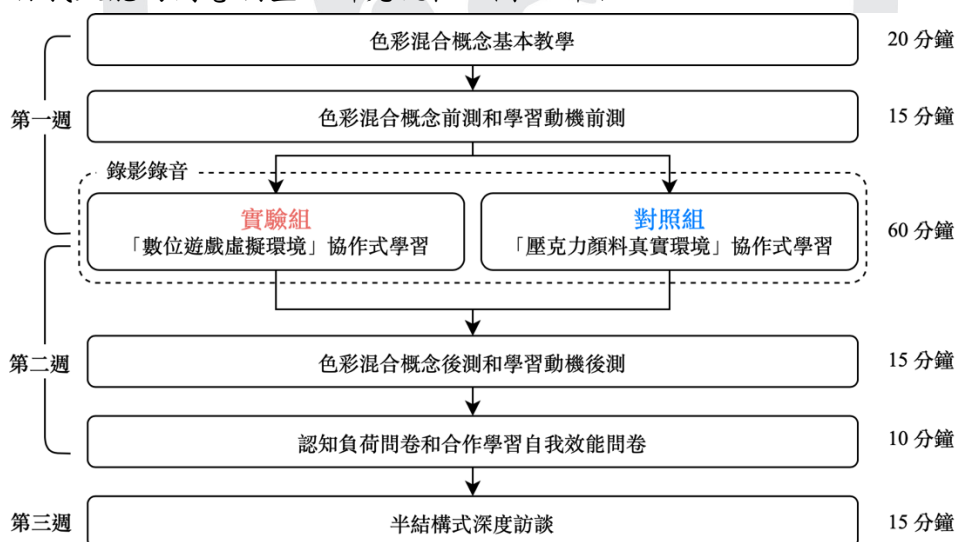 色彩混合概念基本教學
20 分鐘
第一週
色彩混合概念前測和學習動機前測
15 分鐘
錄影錄音
實驗組
「數位遊戲虛擬環境」協作式學習
對照組
「壓克力顏料真實環境」協作式學習
60 分鐘
第二週
色彩混合概念後測和學習動機後測
15 分鐘
認知負荷問卷和合作學習自我效能問卷
10 分鐘
第三週
半結構式深度訪談
15 分鐘